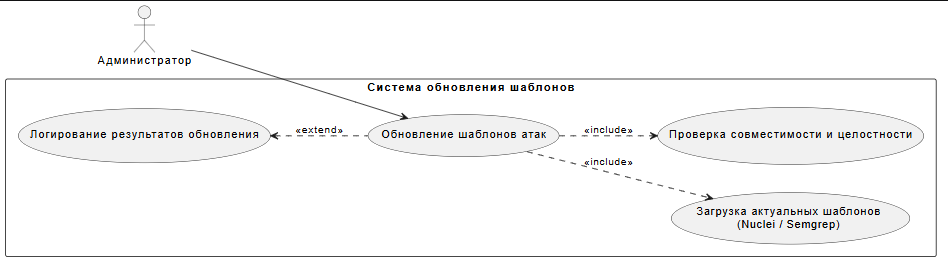 Администратор
Система обновления шаблонов
Логирование результатов обновления
«extend»
Обновление шаблонов атак
«include»
Проверка совместимости и целостности
«include»
Загрузка актуальных шаблонов
(Nuclei / Semgrep)